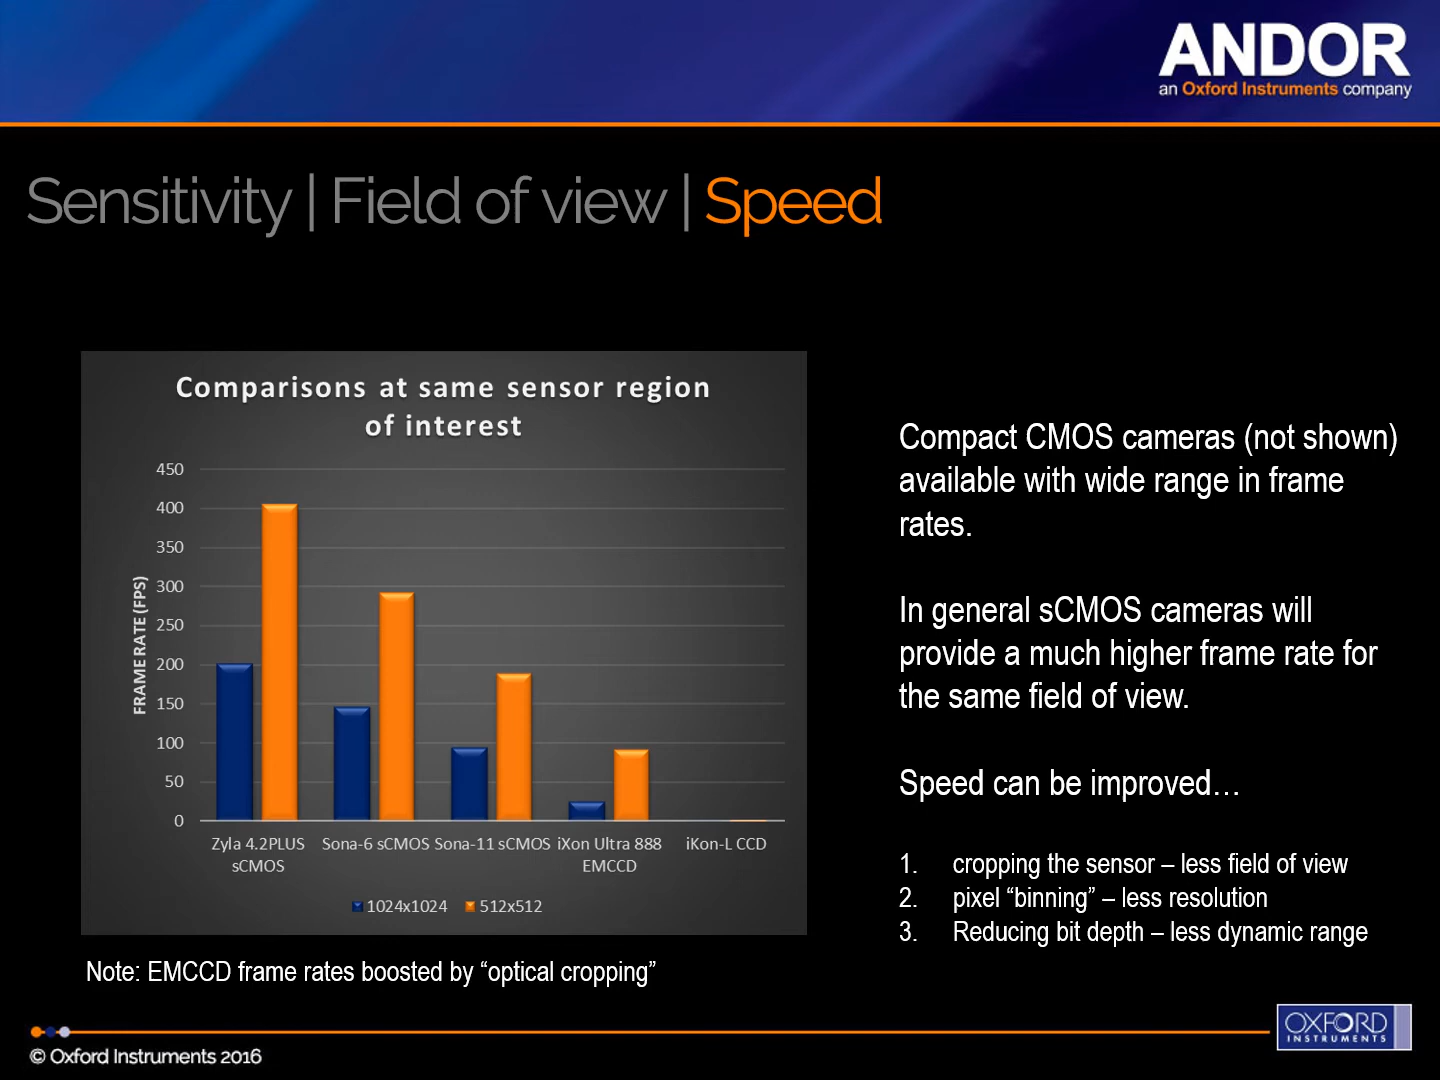 ANDOR
an Oxford Instruments company
Sensitivity | Field of view | Speed
Comparisons at same sensor region
of interest
450
400
350
300
250
200
150
100
50
0
FRAME RATE (FPS)
Zyla 4.2PLUS
sCMOS
Sona-6 sCMOS
Sona-11 sCMOS
iXon Ultra 888
EMCCD
iKon-L CCD
1024x1024
512x512
Note: EMCCD frame rates boosted by “optical cropping”
Compact CMOS cameras (not shown)
available with wide range in frame
rates.
In general sCMOS cameras will
provide a much higher frame rate for
the same field of view.
Speed can be improved…
1. cropping the sensor – less field of view
2. pixel “binning” – less resolution
3. Reducing bit depth – less dynamic range
© Oxford Instruments 2016
OXFORD
INSTRUMENTS